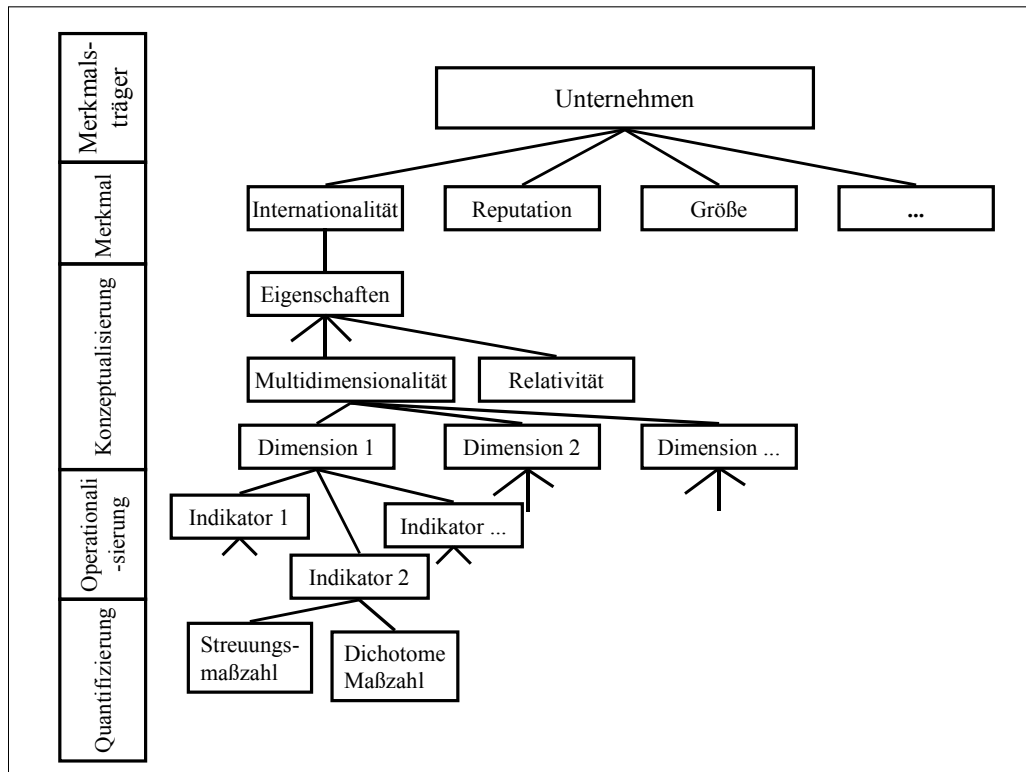 Merkmals-
träger
Unternehmen
Merkmal
Internationalität
Reputation
Größe
...
Konzeptualisierung
Eigenschaften
Multidimensionalität
Relativität
Dimension 1
Dimension 2
Dimension ...
Operationali
-sierung
Indikator 1
Indikator ...
Indikator 2
Quantifizierung
Streuungs-
maßzahl
Dichotome
Maßzahl